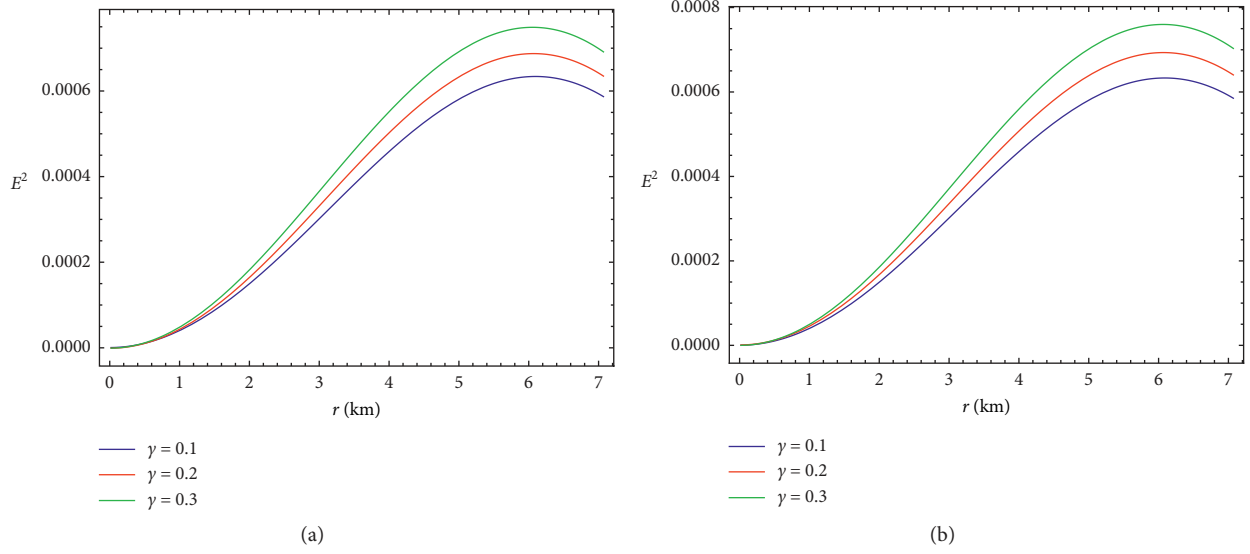 0.0006
0.0004
E²
0.0002
0.0000
0 1 2 3 4 5 6 7
r (km)
γ = 0.1
γ = 0.2
γ = 0.3
(a)
0.0008
0.0006
0.0004
E²
0.0002
0.0000
0 1 2 3 4 5 6 7
r (km)
γ = 0.1
γ = 0.2
γ = 0.3
(b)